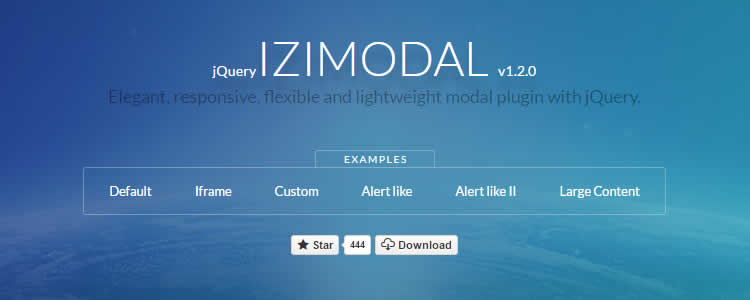 jQuery IZIMODAL v1.2.0
Elegant, responsive, flexible and lightweight modal plugin with jQuery.
EXAMPLES
Default Iframe Custom Alert like Alert like II Large Content
Star 444 Download